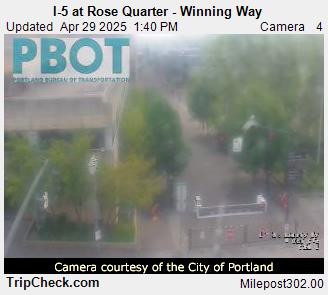 I-5 at Rose Quarter - Winning Way
Updated Apr 29 2025 1:40 PM Camera 4
PBOT
PORTLAND BUREAU OF TRANSPORTATION
Camera courtesy of the City of Portland
TripCheck.com Milepost302.00